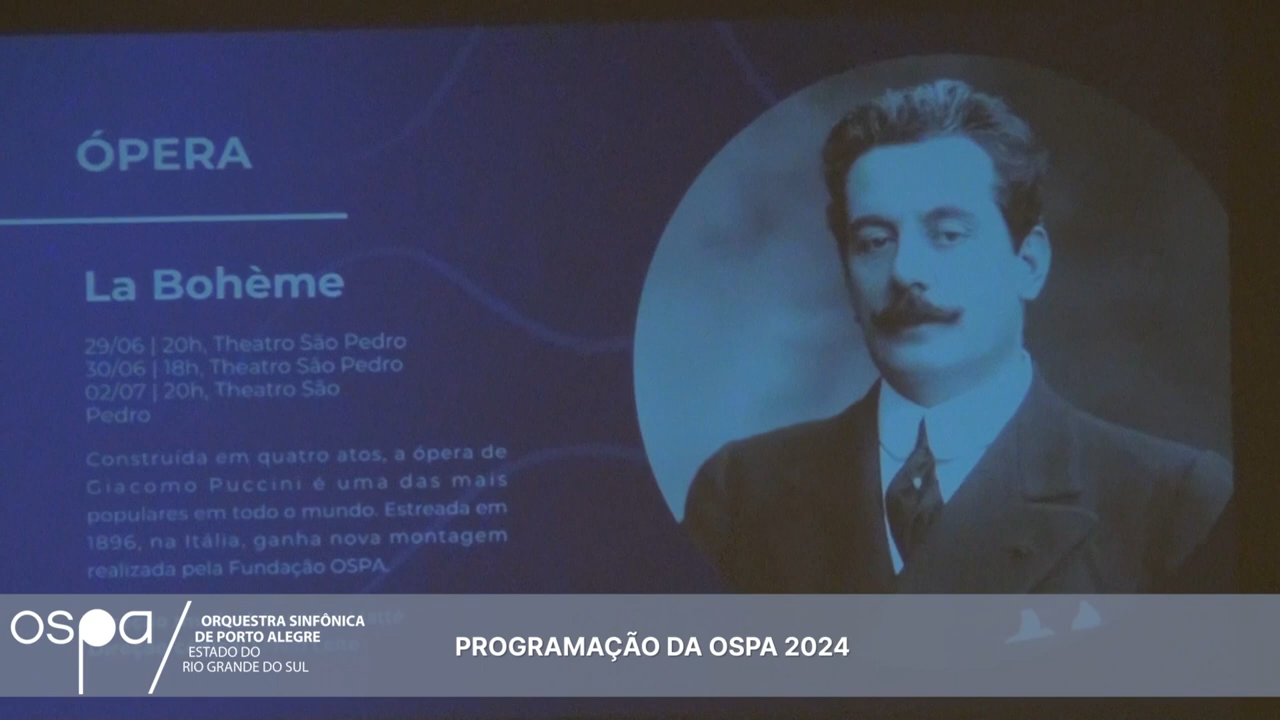 ÓPERA
La Bohème
29/06 | 20h, Theatro São Pedro
30/06 | 18h, Theatro São Pedro
02/07 | 20h, Theatro São
Pedro
Construída em quatro atos, a ópera de
Giacomo Puccini é uma das mais
populares em todo o mundo. Estreada em
1896, na Itália, ganha nova montagem
realizada pela Fundação OSPA.
ospa
ORQUESTRA SINFÔNICA
DE PORTO ALEGRE
ESTADO DO
RIO GRANDE DO SUL
PROGRAMAÇÃO DA OSPA 2024